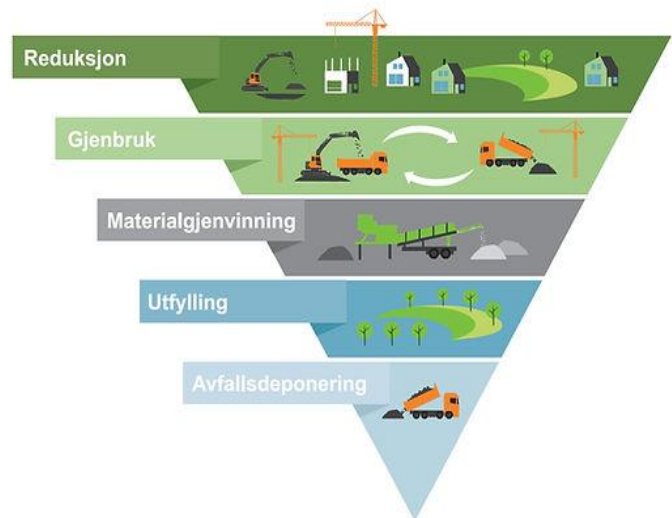 Reduksjon
Gjenbruk
Materialgjenvinning
Utfylling
Avfallsdeponering